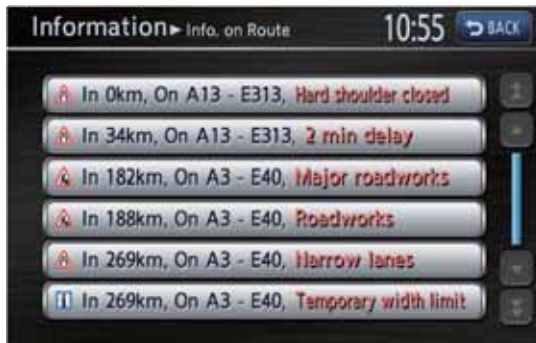 Information ► Info. on Route 10:55 BACK
In 0km, On A13 - E313, Hard shoulder closed
In 34km, On A13 - E313, 2 min delay
In 182km, On A3 - E40, Major roadworks
In 188km, On A3 - E40, Roadworks
In 269km, On A3 - E40, Narrow lanes
In 269km, On A3 - E40, Temporary width limit